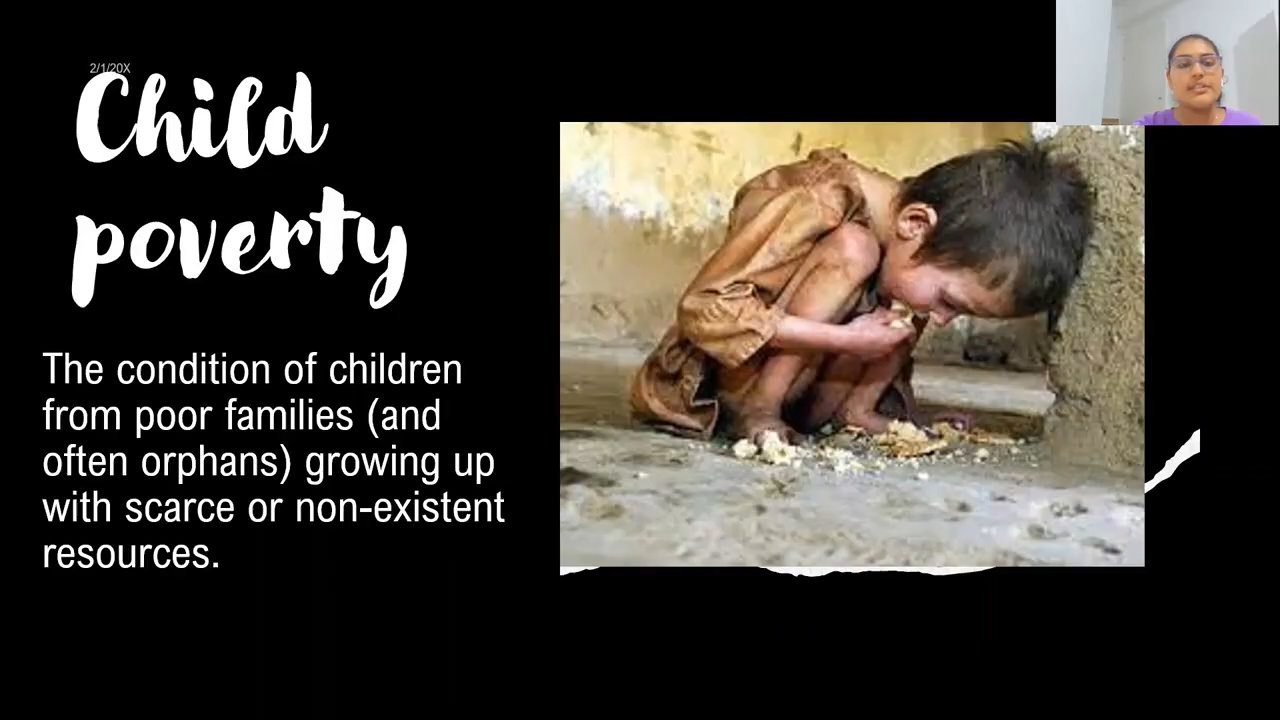 2/1/20X
Child
poverty
The condition of children
from poor families (and
often orphans) growing up
with scarce or non-existent
resources.